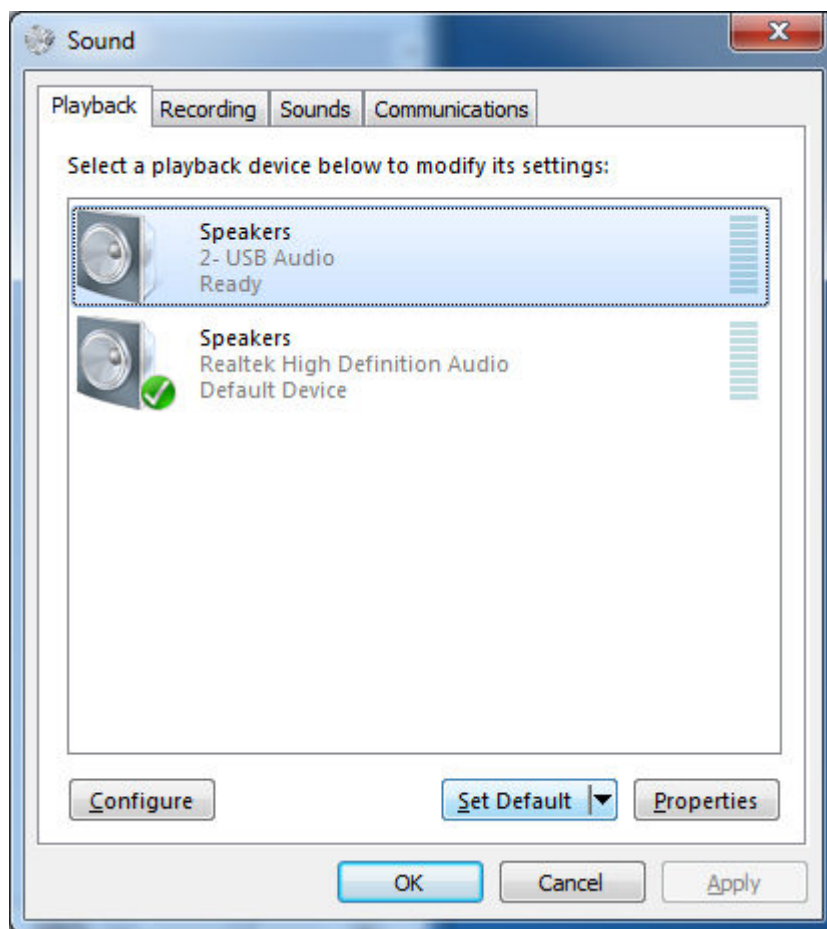 Sound
Playback Recording Sounds Communications
Select a playback device below to modify its settings:
Speakers
2- USB Audio
Ready
Speakers
Realtek High Definition Audio
Default Device
Configure Set Default Properties
OK Cancel Apply